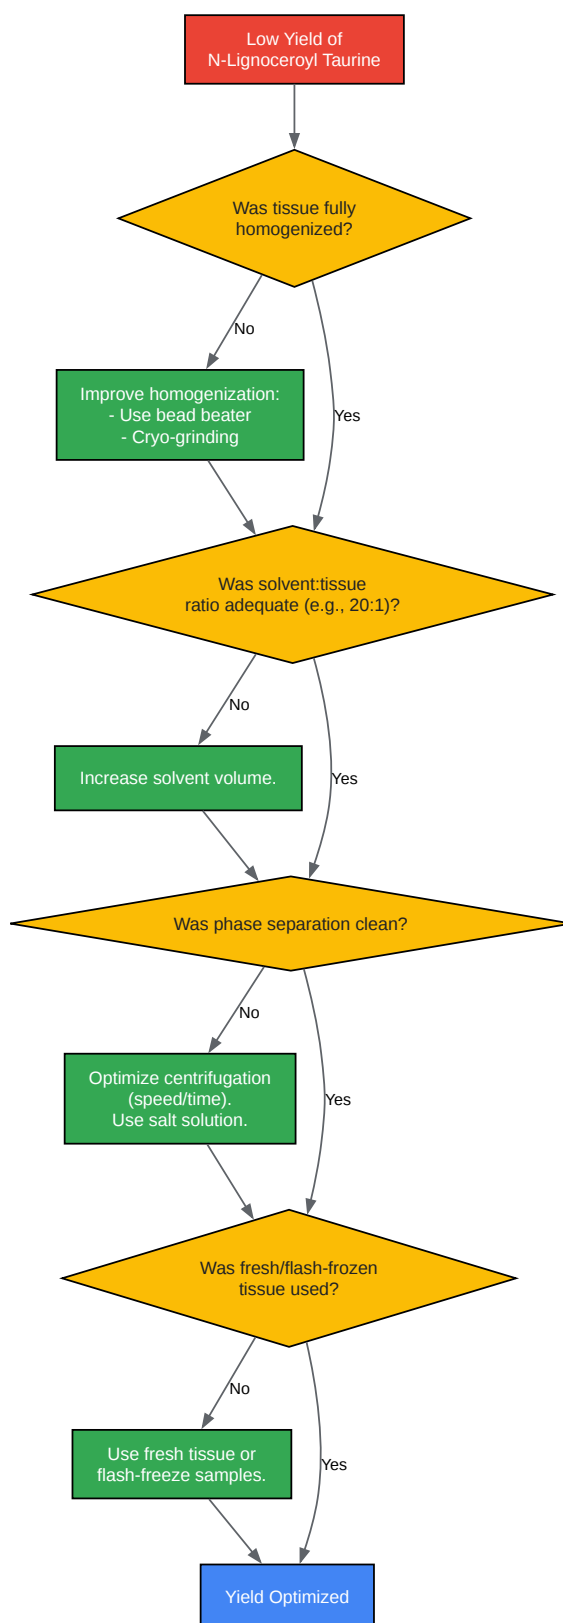 Low Yield of
N-Lignoceroyl Taurine
Was tissue fully
homogenized?
No
Improve homogenization:
- Use bead beater
- Cryo-grinding
Yes
Was solvent:tissue
ratio adequate (e.g., 20:1)?
No
Increase solvent volume.
Yes
Was phase separation clean?
No
Optimize centrifugation
(speed/time).
Use salt solution.
Yes
Was fresh/flash-frozen
tissue used?
No
Use fresh tissue or
flash-freeze samples.
Yes
Yield Optimized